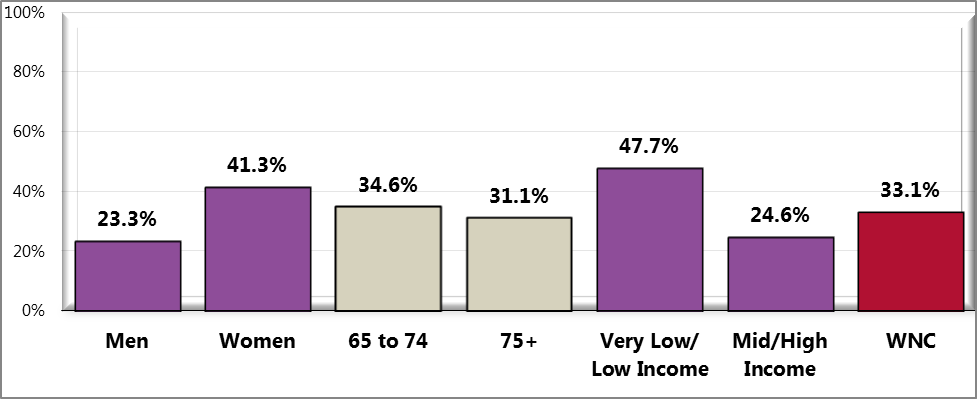 100%
80%
60%
40%
20%
0%
23.3%
41.3%
34.6%
31.1%
47.7%
24.6%
33.1%
Men
Women
65 to 74
75+
Very Low/
Low Income
Mid/High
Income
WNC